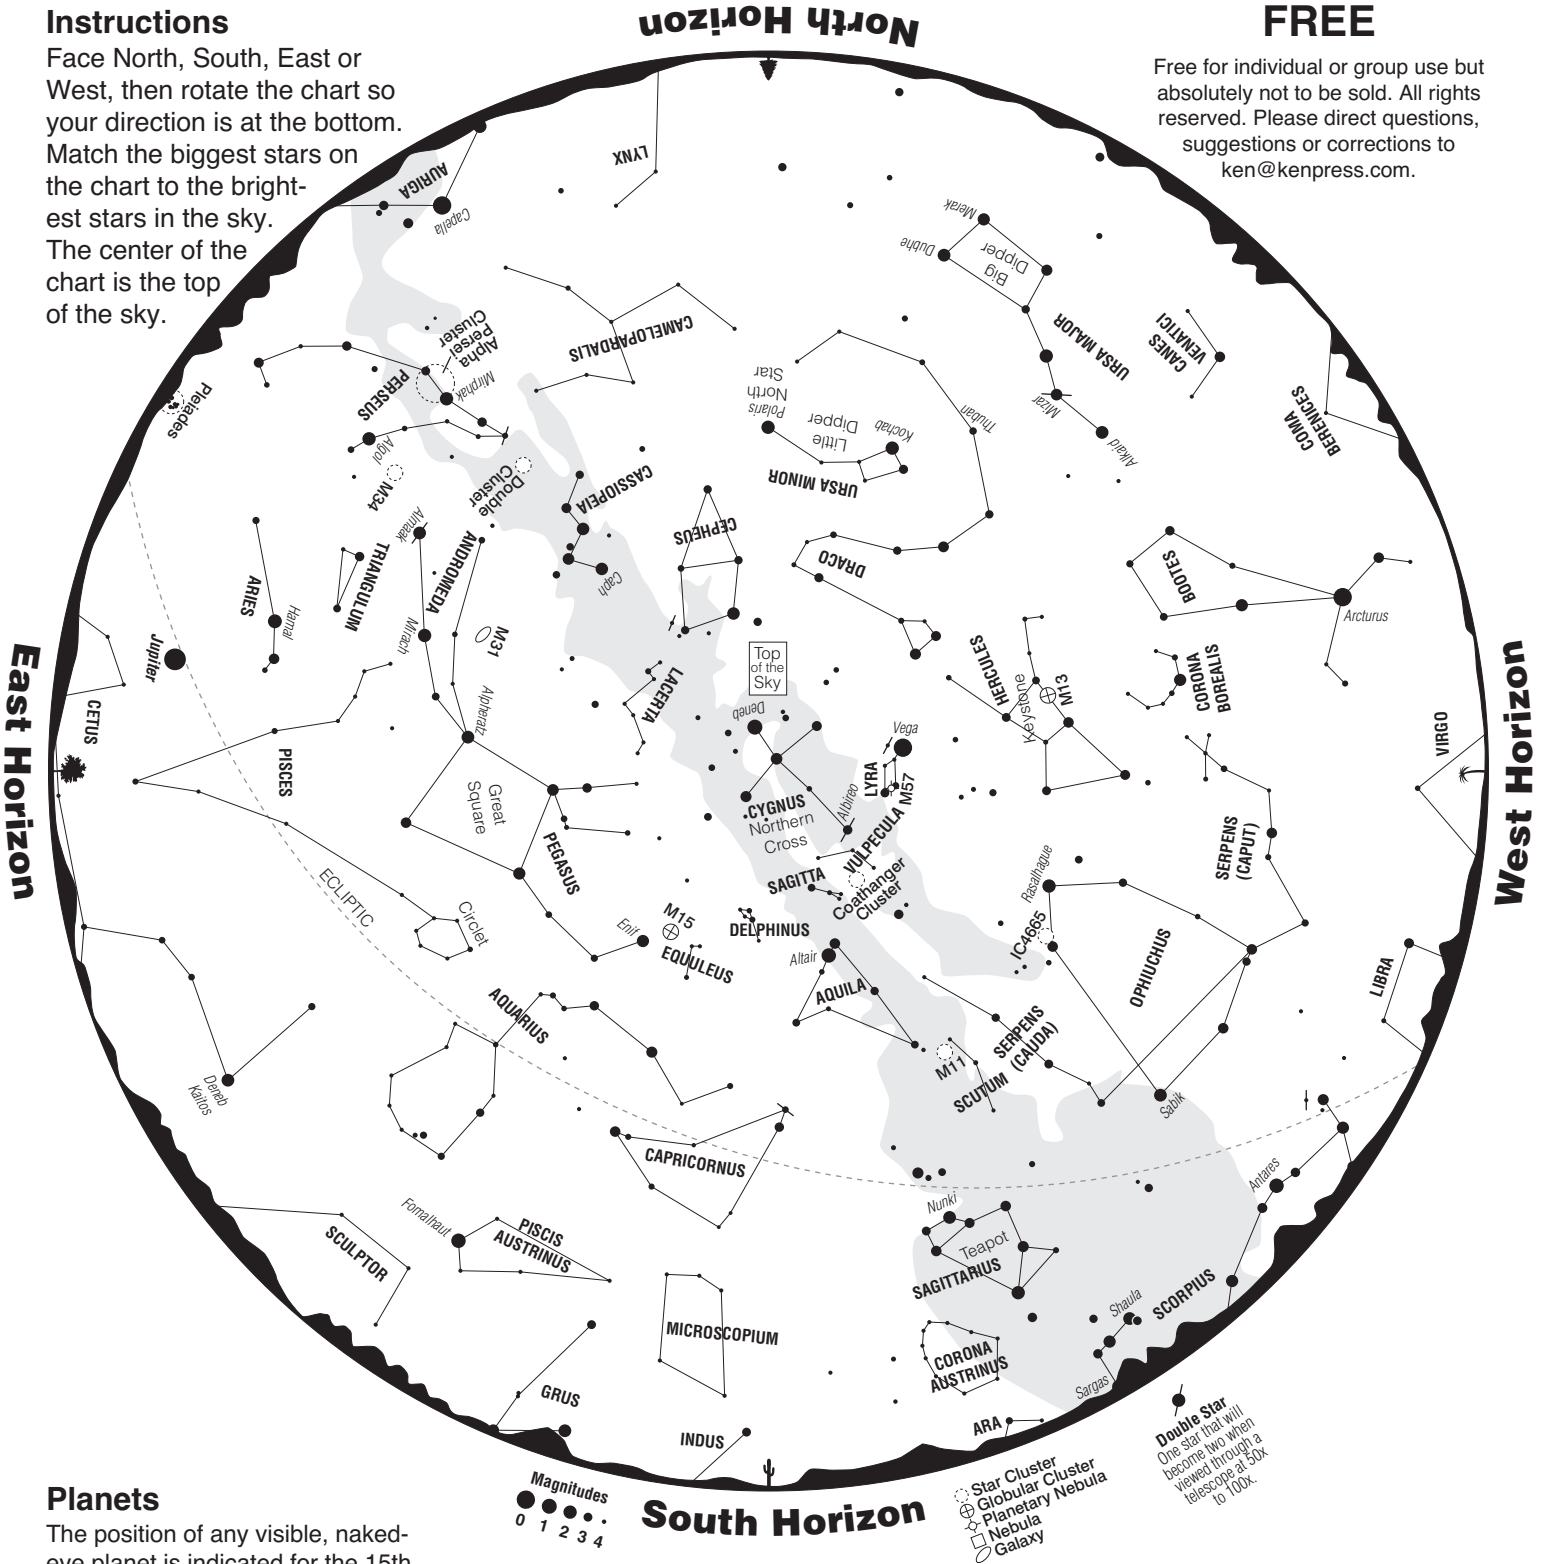 Instructions
Face North, South, East or
West, then rotate the chart so
your direction is at the bottom.
Match the biggest stars on
the chart to the bright-
est stars in the sky.
The center of the
chart is the top
of the sky.
North Horizon
FREE
Free for individual or group use but
absolutely not to be sold. All rights
reserved. Please direct questions,
suggestions or corrections to
ken@kenpress.com.
AURIGA
Capella
LYNX
Merak
Dubhe
Big
Dipper
URSA MAJOR
Mizar
Alkaid
CANES
VENATICI
COMA
BERENICES
CAMELOPARDALIS
Alpha
Persei
Cluster
Mirphak
PERSEUS
Pleiades
Algol
M34
Double
Cluster
CASSIOPEIA
Caph
North
Star
Polaris
Little
Dipper
Kochab
URSA MINOR
Thuban
CEPHEUS
DRACO
BOOTES
Arcturus
Almaak
ANDROMEDA
TRIANGULUM
ARIES
Hamal
Mirach
M31
Alpheratz
Jupiter
East Horizon
CETUS
PISCES
LACERTA
Top
of the
Sky
Deneb
HERCULES
Keystone
M13
CORONA
BOREALIS
Vega
LYRA
M57
VIRGO
West Horizon
Great
Square
PEGASUS
CYGNUS
Northern
Cross
Albireo
VULPECULA
SAGITTA
Coathanger
Cluster
SERPENS
(CAPUT)
Rasalhague
IC4665
OPHIUCHUS
LIBRA
ECLIPTIC
Circlet
Enif
M15
EQUULEUS
DELPHINUS
Altair
AQUILA
AQUARIUS
M11
SERPENS
(CAUDA)
SCUTUM
Sabik
Deneb
Kaitos
CAPRICORNUS
Antares
Nunki
Teapot
SAGITTARIUS
Fomalhaut
PISCIS
AUSTRINUS
SCULPTOR
Shaula
SCORPIUS
MICROSCOPIUM
CORONA
AUSTRINUS
Sargas
GRUS
INDUS
ARA
Double Star
One star that will
become two when
viewed through a
telescope at 50x
to 100x.
Magnitudes
0 1 2 3 4
South Horizon
Star Cluster
Globular Cluster
Planetary Nebula
Nebula
Galaxy
Planets
The position of any visible, naked-
eye planet is indicated for the 15th